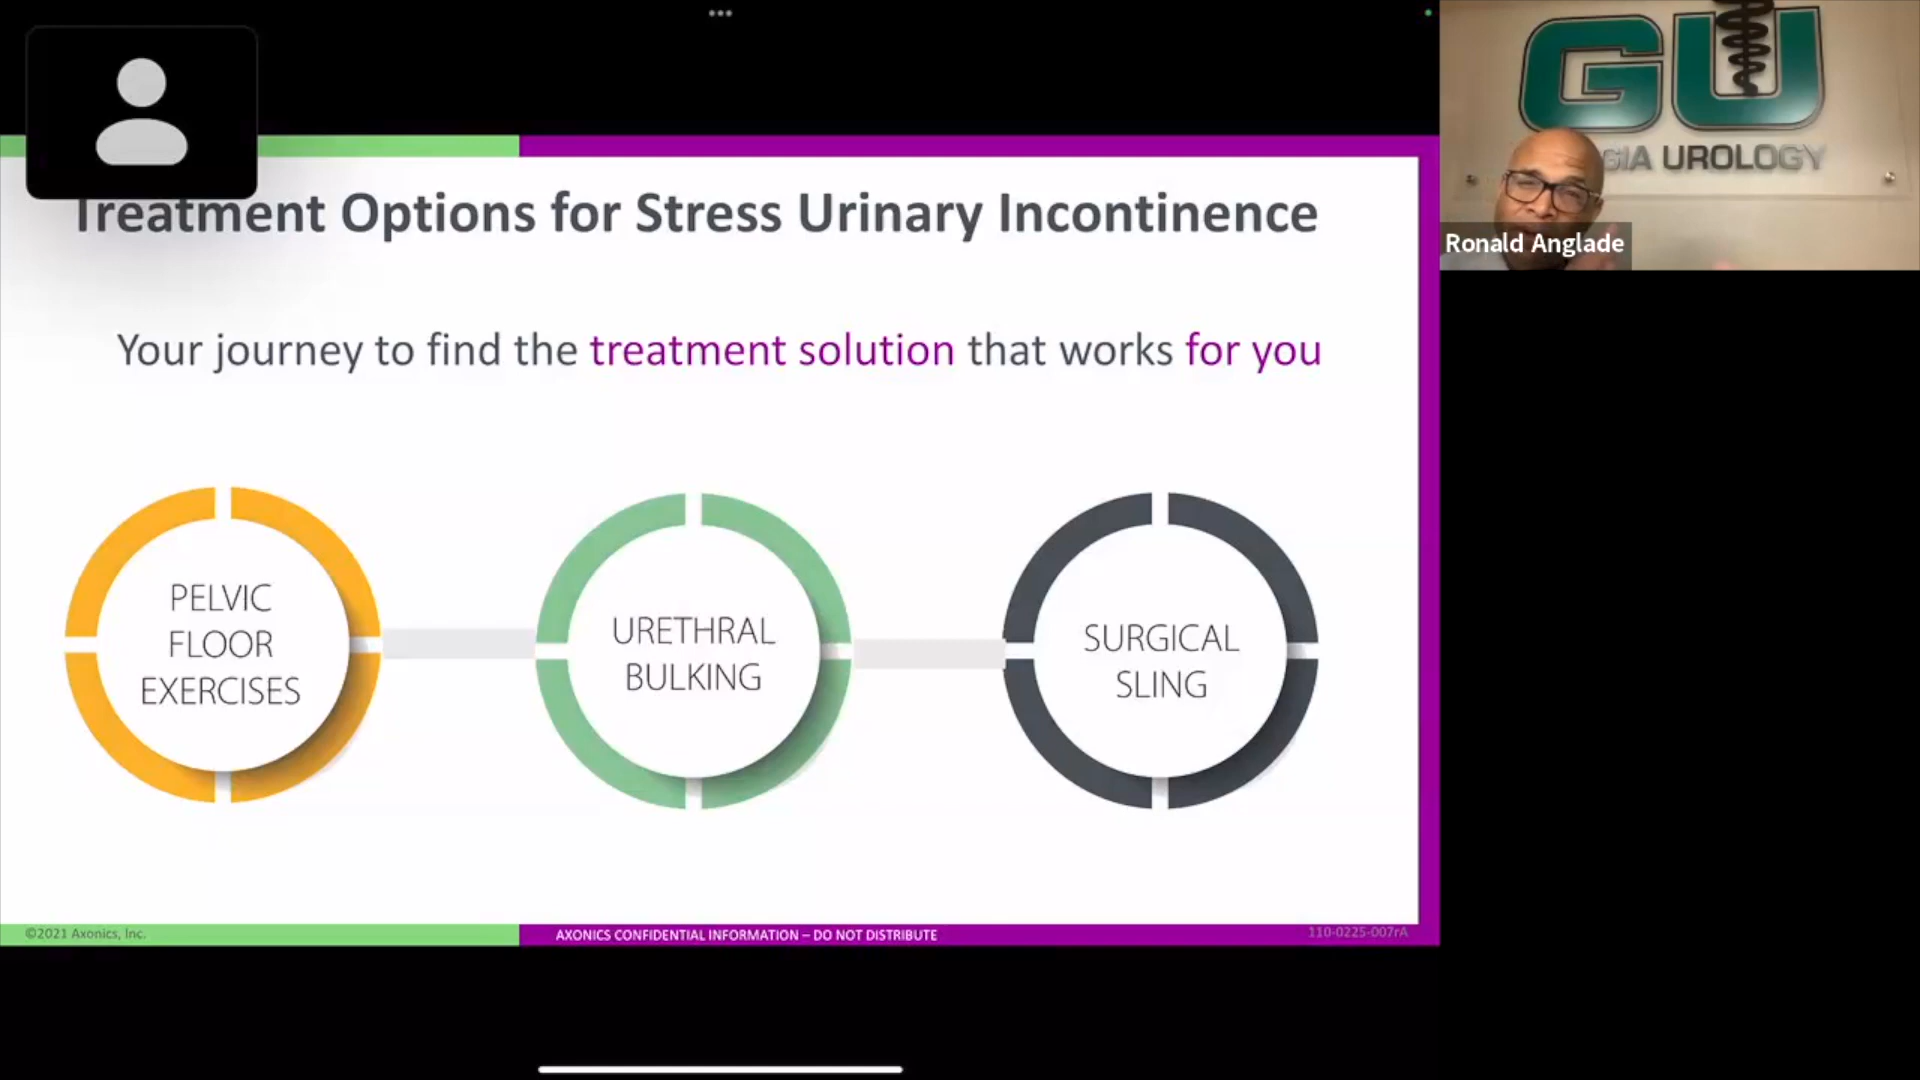 Treatment Options for Stress Urinary Incontinence
Your journey to find the treatment solution that works for you
PELVIC
FLOOR
EXERCISES
URETHRAL
BULKING
SURGICAL
SLING
©2021 Axonics, Inc.
AXONICS CONFIDENTIAL INFORMATION – DO NOT DISTRIBUTE
110-0225-007rA
GU
GIA UROLOGY
Ronald Anglade